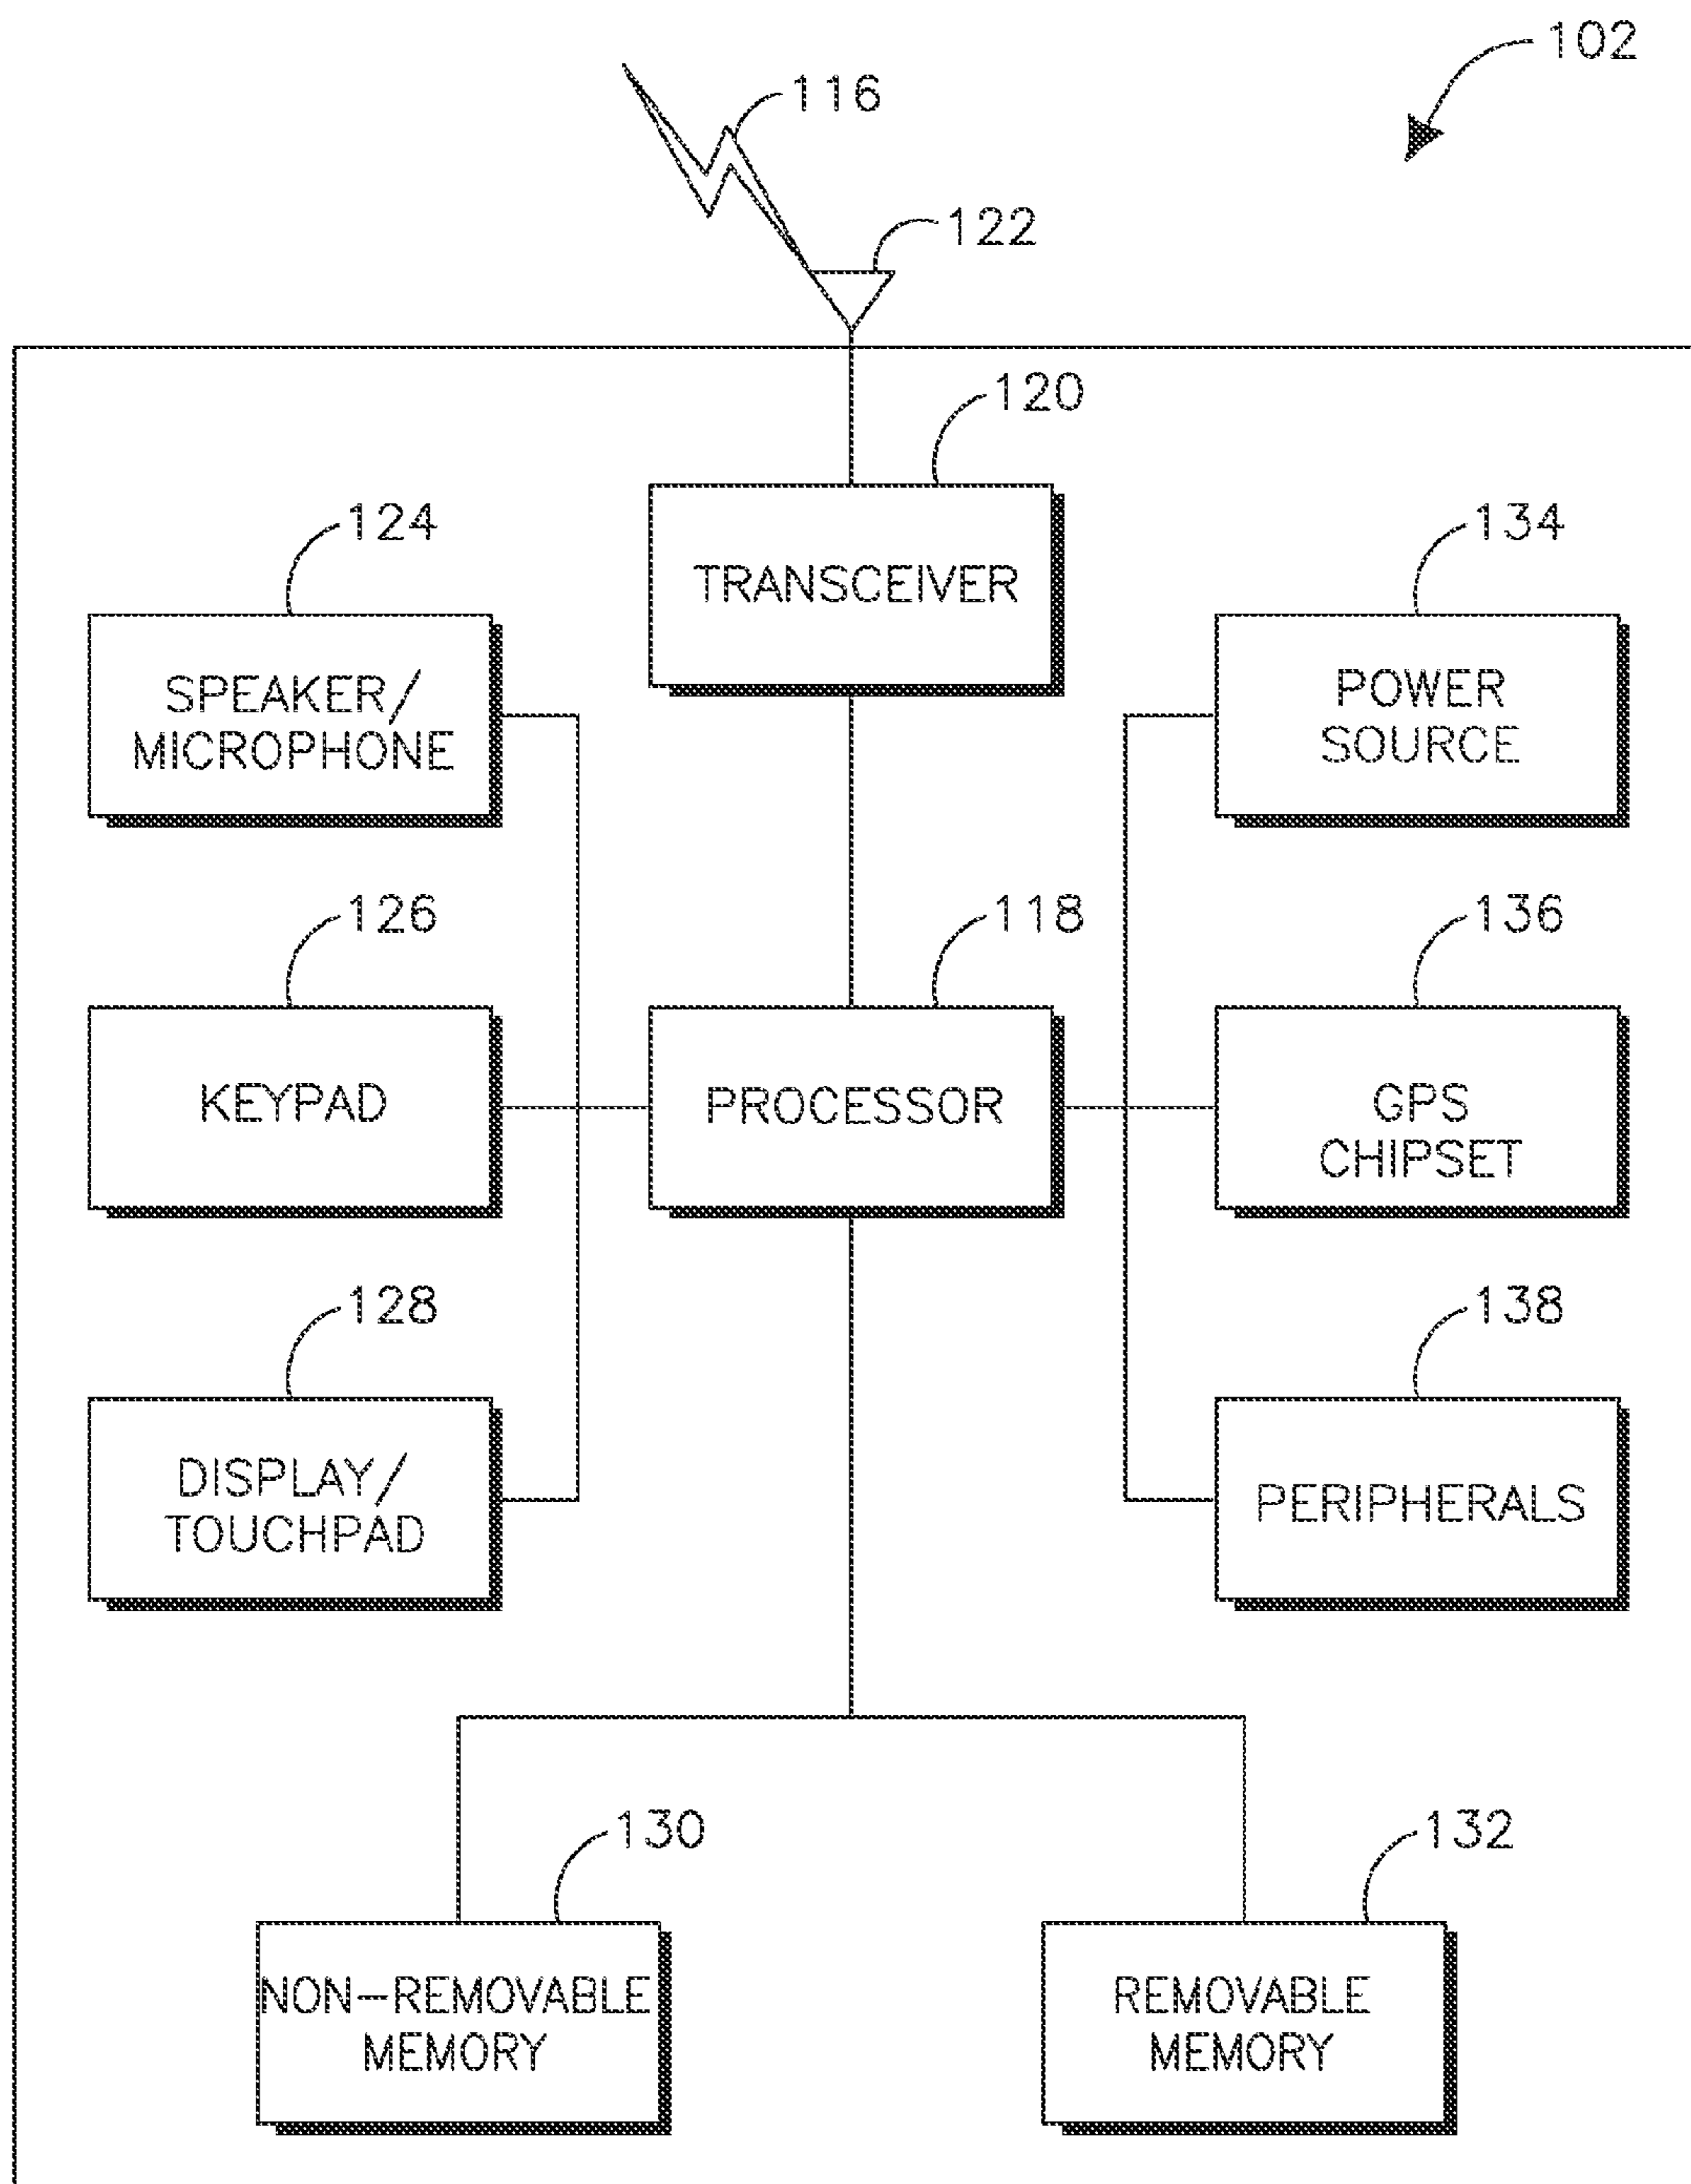 102
116
122
120
TRANSCEIVER
124
SPEAKER/
MICROPHONE
134
POWER
SOURCE
126
KEYPAD
118
PROCESSOR
136
GPS
CHIPSET
128
DISPLAY/
TOUCHPAD
138
PERIPHERALS
130
NON-REMOVABLE
MEMORY
132
REMOVABLE
MEMORY